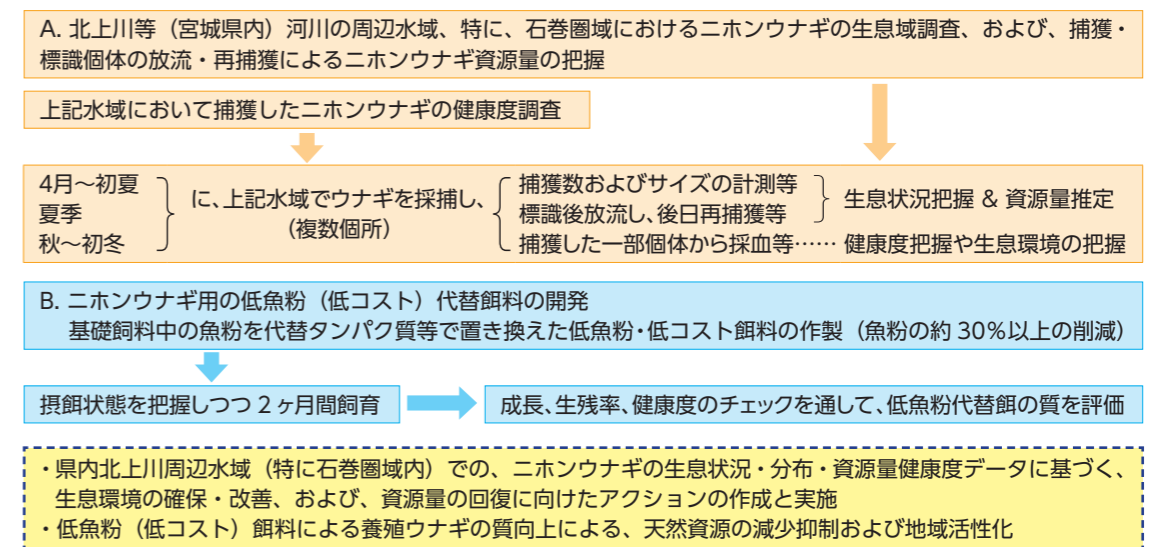 A. 北上川等（宮城県内）河川の周辺水域、特に、石巻圏域におけるニホンウナギの生息域調査、および、捕獲・
標識個体の放流・再捕獲によるニホンウナギ資源量の把握
上記水域において捕獲したニホンウナギの健康度調査
4月～初夏
夏季
秋～初冬
に、上記水域でウナギを採捕し、
（複数個所）
捕獲数およびサイズの計測等
標識後放流し、後日再捕獲等
生息状況把握 & 資源量推定
捕獲した一部個体から採血等…… 健康度把握や生息環境の把握
B. ニホンウナギ用の低魚粉（低コスト）代替餌料の開発
基礎飼料中の魚粉を代替タンパク質等で置き換えた低魚粉・低コスト餌料の作製（魚粉の約 30％以上の削減）
摂餌状態を把握しつつ 2 ヶ月間飼育
成長、生残率、健康度のチェックを通して、低魚粉代替餌の質を評価
・県内北上川周辺水域（特に石巻圏域内）での、ニホンウナギの生息状況・分布・資源量健康度データに基づく、
生息環境の確保・改善、および、資源量の回復に向けたアクションの作成と実施
・低魚粉（低コスト）餌料による養殖ウナギの質向上による、天然資源の減少抑制および地域活性化